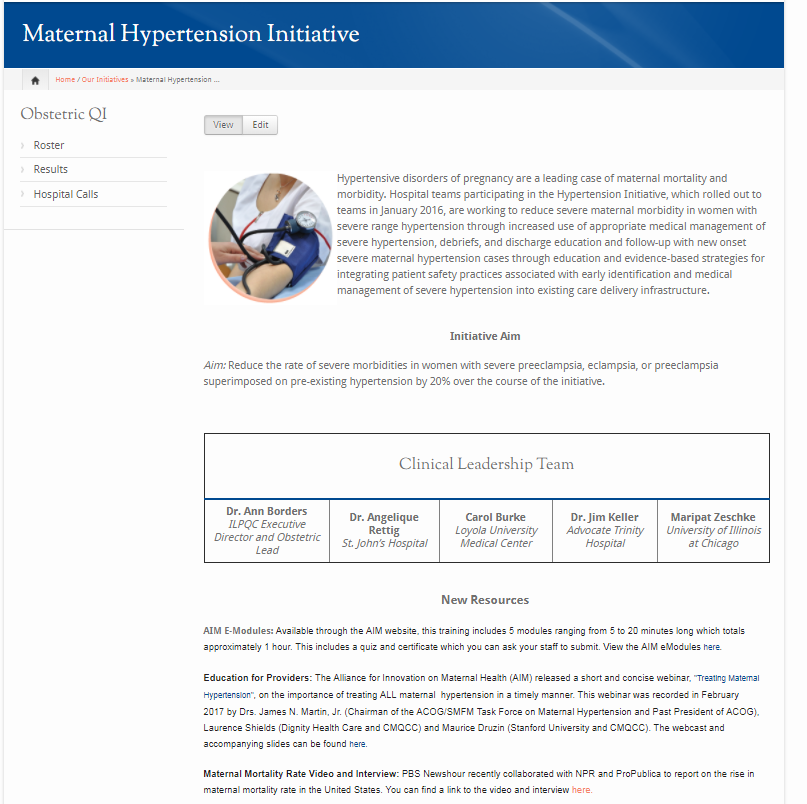 Maternal Hypertension Initiative
Home / Our Initiatives » Maternal Hypertension ...
Obstetric QI
Roster
Results
Hospital Calls
View Edit
Hypertensive disorders of pregnancy are a leading case of maternal mortality and
morbidity. Hospital teams participating in the Hypertension Initiative, which rolled out to
teams in January 2016, are working to reduce severe maternal morbidity in women with
severe range hypertension through increased use of appropriate medical management of
severe hypertension, debriefs, and discharge education and follow-up with new onset
severe maternal hypertension cases through education and evidence-based strategies for
integrating patient safety practices associated with early identification and medical
management of severe hypertension into existing care delivery infrastructure.
Initiative Aim
Aim: Reduce the rate of severe morbidities in women with severe preeclampsia, eclampsia, or preeclampsia
superimposed on pre-existing hypertension by 20% over the course of the initiative.
Clinical Leadership Team
Dr. Ann Borders
ILPQC Executive
Director and Obstetric
Lead
Dr. Angelique
Rettig
St. John's Hospital
Carol Burke
Loyola University
Medical Center
Dr. Jim Keller
Advocate Trinity
Hospital
Maripat Zeschke
University of Illinois
at Chicago
New Resources
AIM E-Modules: Available through the AIM website, this training includes 5 modules ranging from 5 to 20 minutes long which totals
approximately 1 hour. This includes a quiz and certificate which you can ask your staff to submit. View the AIM eModules here.
Education for Providers: The Alliance for Innovation on Maternal Health (AIM) released a short and concise webinar, "Treating Maternal
Hypertension", on the importance of treating ALL maternal hypertension in a timely manner. This webinar was recorded in February
2017 by Drs. James N. Martin, Jr. (Chairman of the ACOG/SMFM Task Force on Maternal Hypertension and Past President of ACOG),
Laurence Shields (Dignity Health Care and CMQCC) and Maurice Druzin (Stanford University and CMQCC). The webcast and
accompanying slides can be found here.
Maternal Mortality Rate Video and Interview: PBS Newshour recently collaborated with NPR and ProPublica to report on the rise in
maternal mortality rate in the United States. You can find a link to the video and interview here.